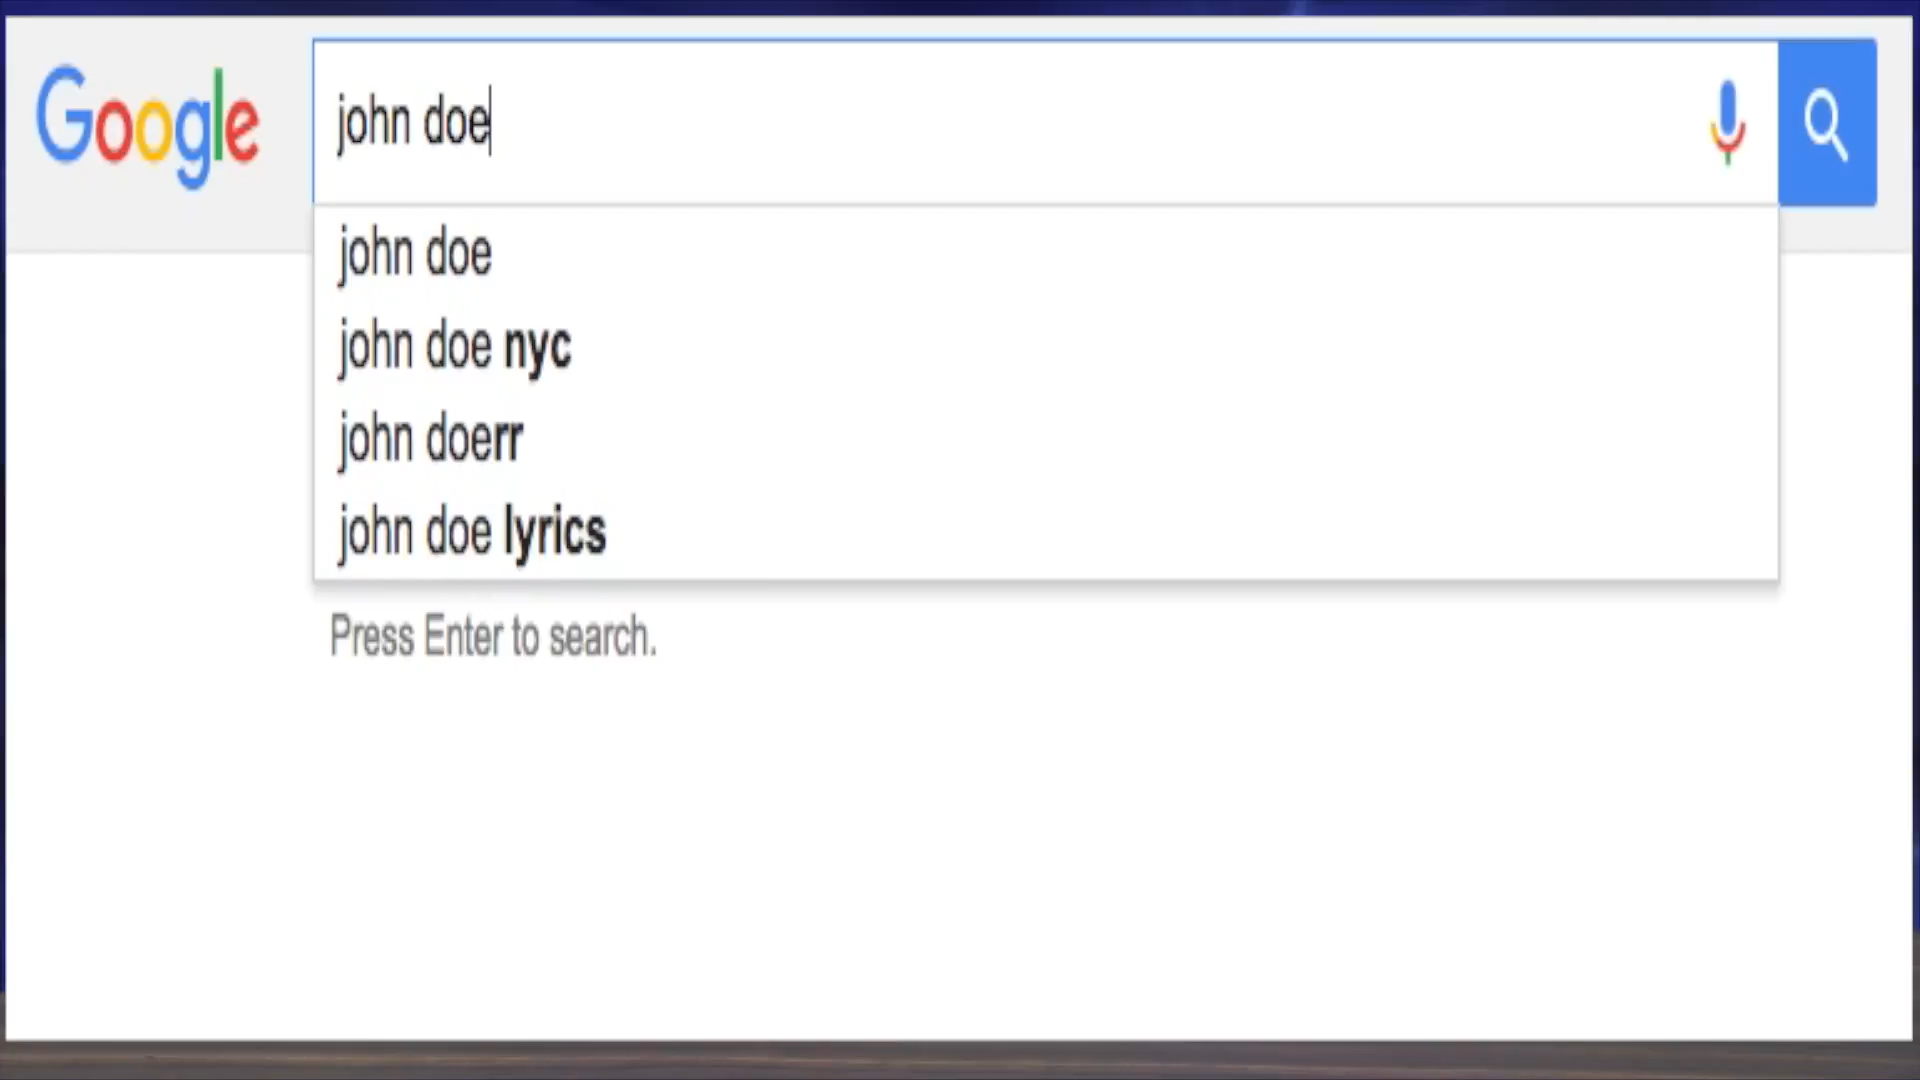 Google
john doe
john doe
john doe nyc
john doerr
john doe lyrics
Press Enter to search.